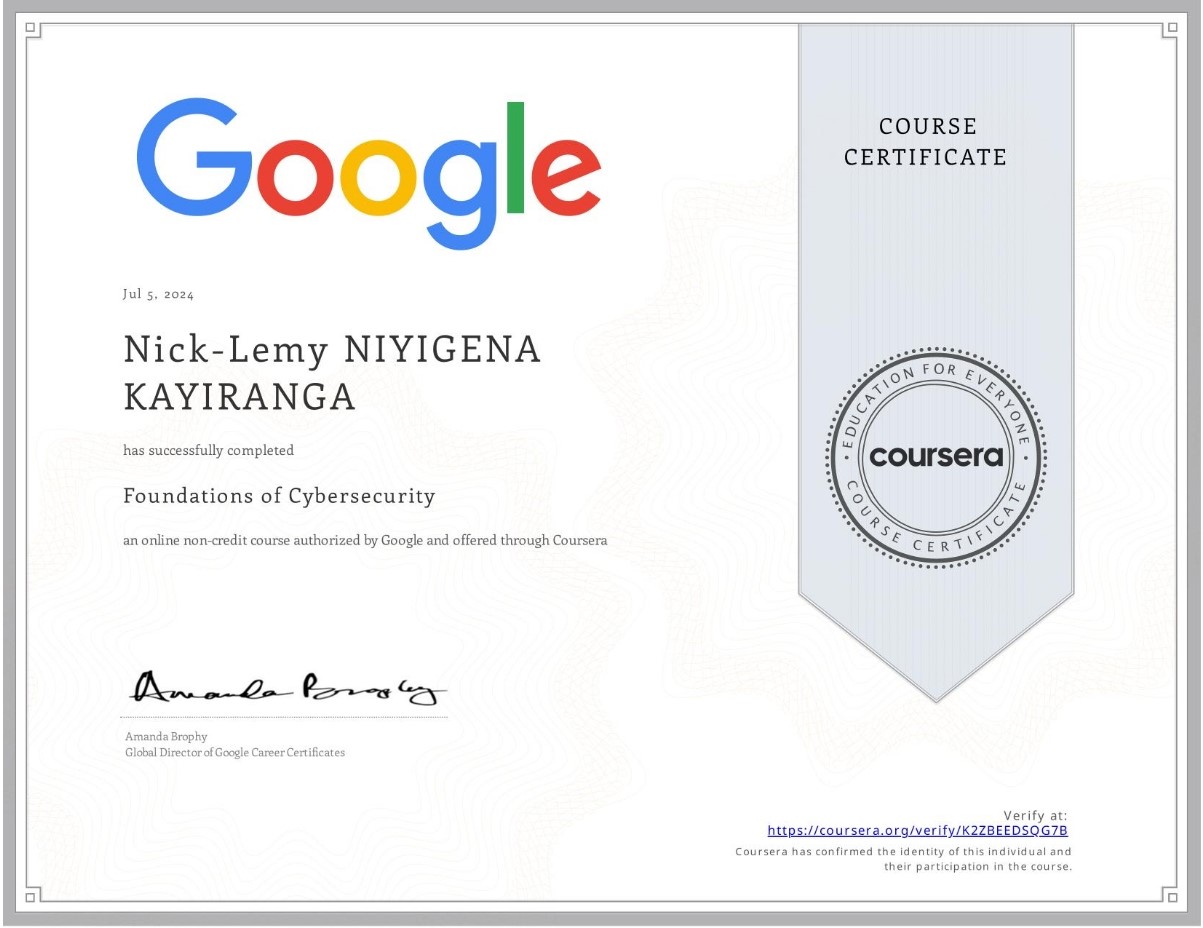 Google
COURSE
CERTIFICATE
Jul 5, 2024
Nick-Lemy NIYIGENA
KAYIRANGA
has successfully completed
Foundations of Cybersecurity
an online non-credit course authorized by Google and offered through Coursera
EDUCATION FOR EVERYONE
coursera
COURSE CERTIFICATE
Amanda Brophy
Amanda Brophy
Global Director of Google Career Certificates
Verify at:
https://coursera.org/verify/K2ZBEEDSQG7B
Coursera has confirmed the identity of this individual and
their participation in the course.